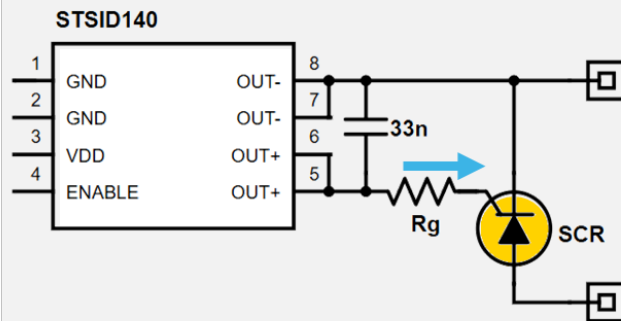 STSID140
1 GND OUT- 8
2 GND OUT- 7
3 VDD OUT+ 6
4 ENABLE OUT+ 5
33n
Rg
SCR